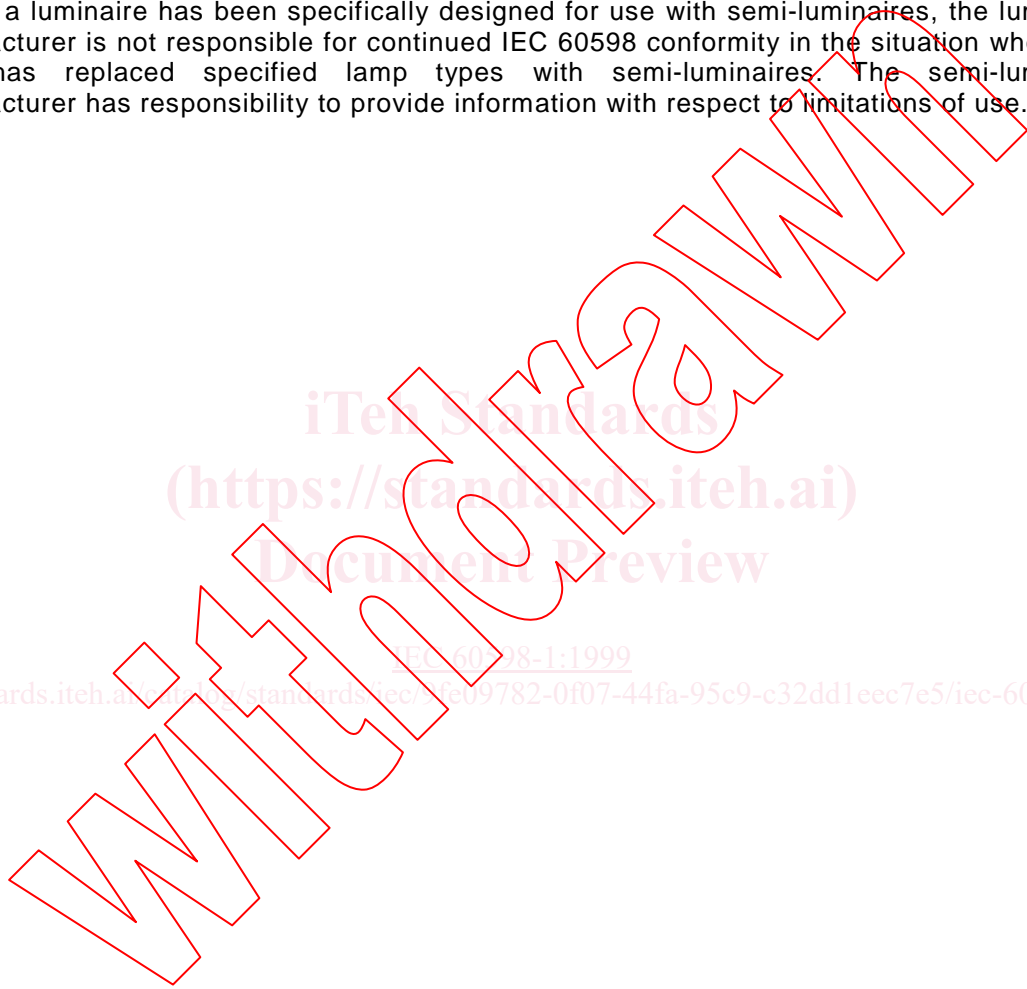 a luminaire has been specifically designed for use with semi-luminaires, the lum
cturer is not responsible for continued IEC 60598 conformity in the situation whe
has replaced specified lamp types with semi-luminaires. The semi-lum
cturer has responsibility to provide information with respect to limitations of use.
iTeh Standards
(https://standards.iteh.ai)
Document Preview
IEC 60598-1:1999
ards.iteh.ai/catalog/standards/iec/9fe09782-0f07-44fa-95c9-c32dd1eec7e5/iec-60
withdrawn